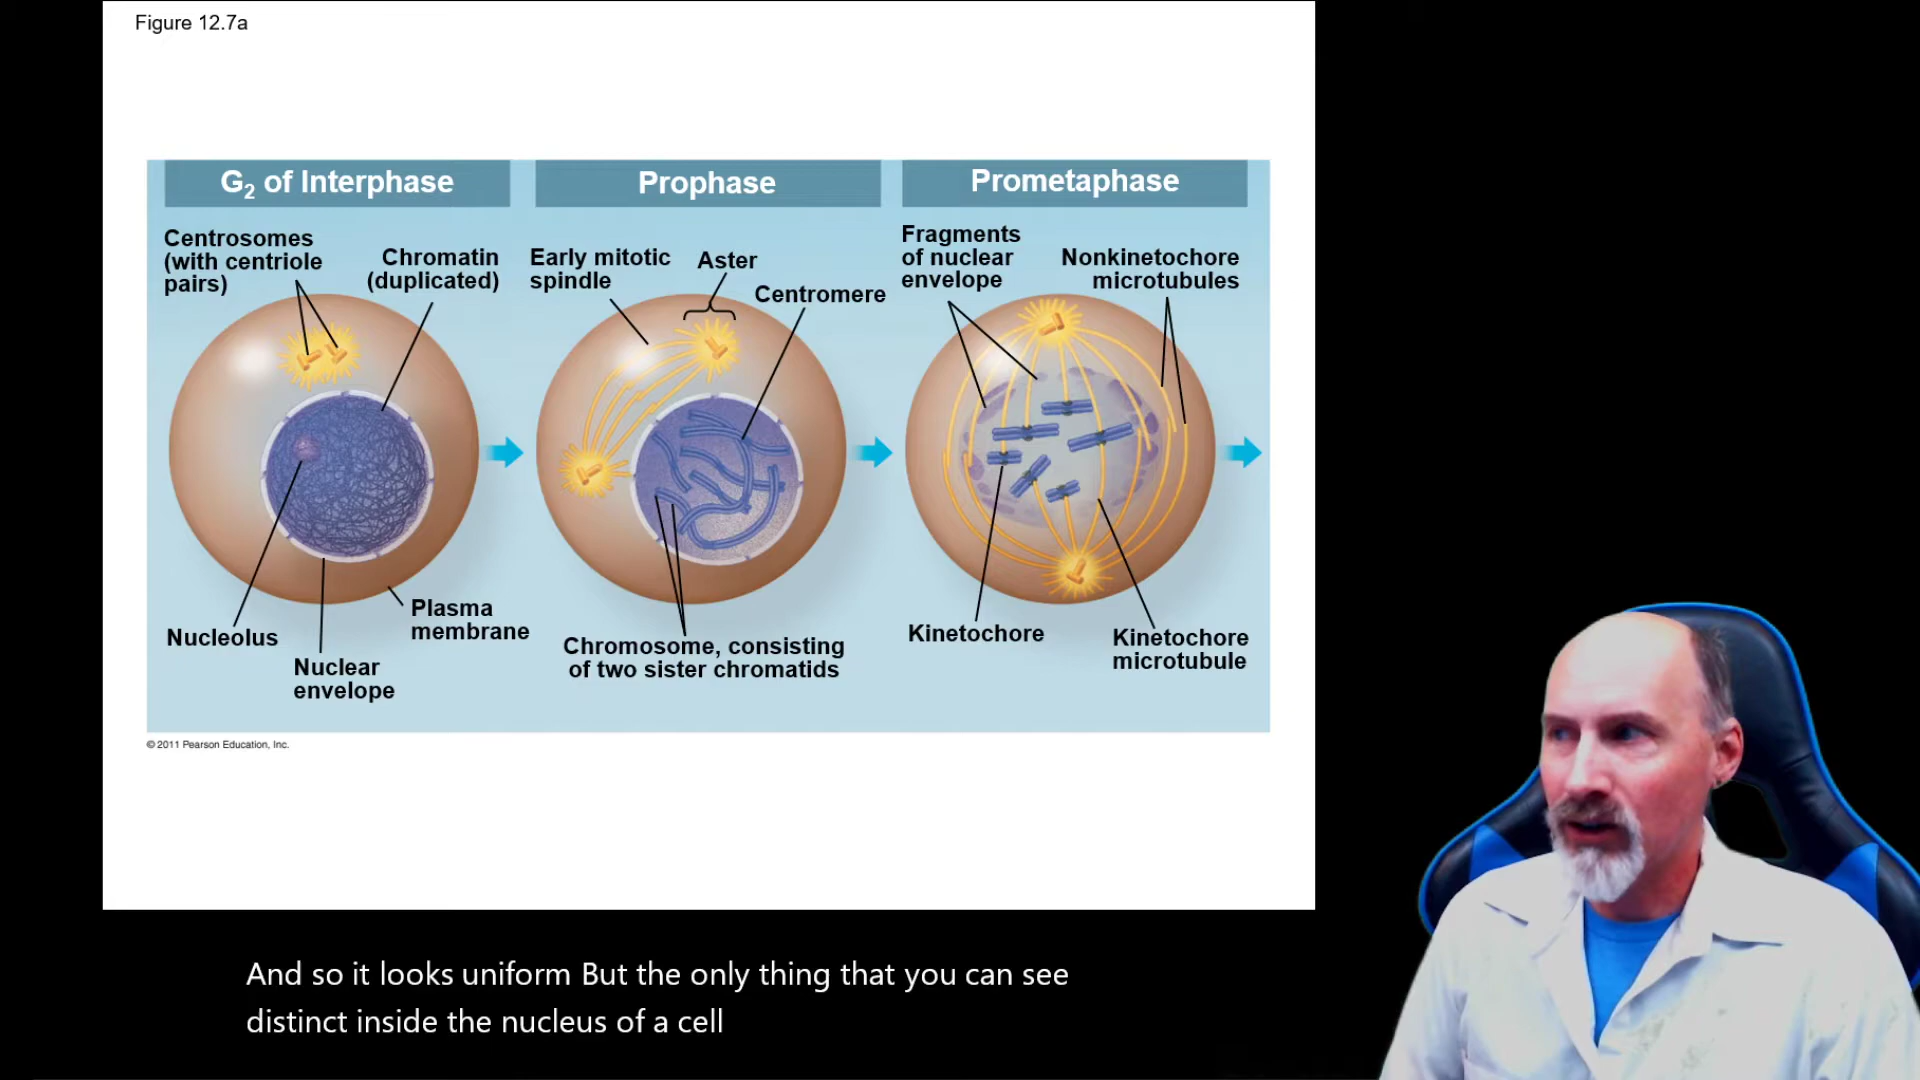 Figure 12.7a
G2 of Interphase
Prophase
Prometaphase
Centrosomes
(with centriole
pairs)
Chromatin
(duplicated)
Early mitotic
spindle
Aster
Centromere
Fragments
of nuclear
envelope
Nonkinetochore
microtubules
Nucleolus
Nuclear
envelope
Plasma
membrane
Chromosome, consisting
of two sister chromatids
Kinetochore
Kinetochore
microtubule
© 2011 Pearson Education, Inc.
And so it looks uniform But the only thing that you can see
distinct inside the nucleus of a cell